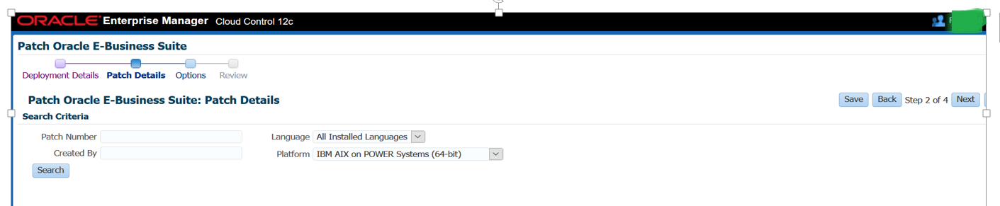 ORACLE Enterprise Manager Cloud Control 12c
Patch Oracle E-Business Suite
Deployment Details Patch Details Options Review
Patch Oracle E-Business Suite: Patch Details Save Back Step 2 of 4 Next
Search Criteria
Patch Number Language All Installed Languages
Created By Platform IBM AIX on POWER Systems (64-bit)
Search